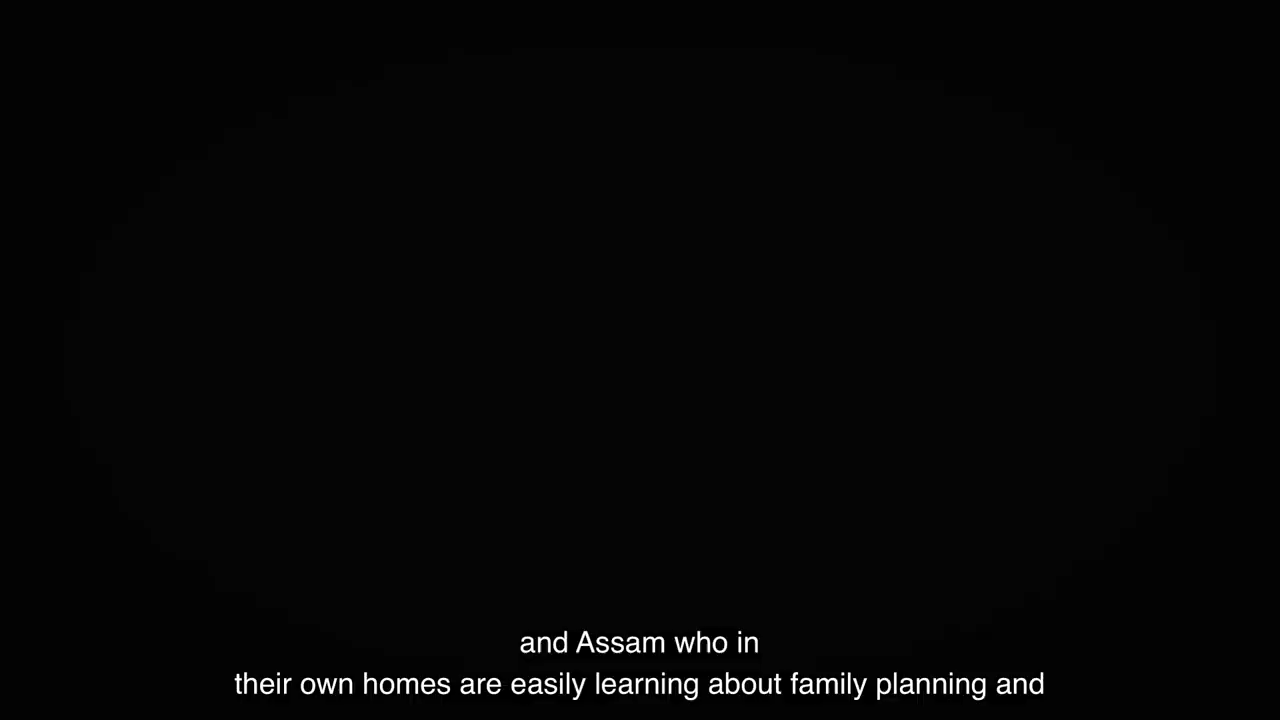 and Assam who in
their own homes are easily learning about family planning and